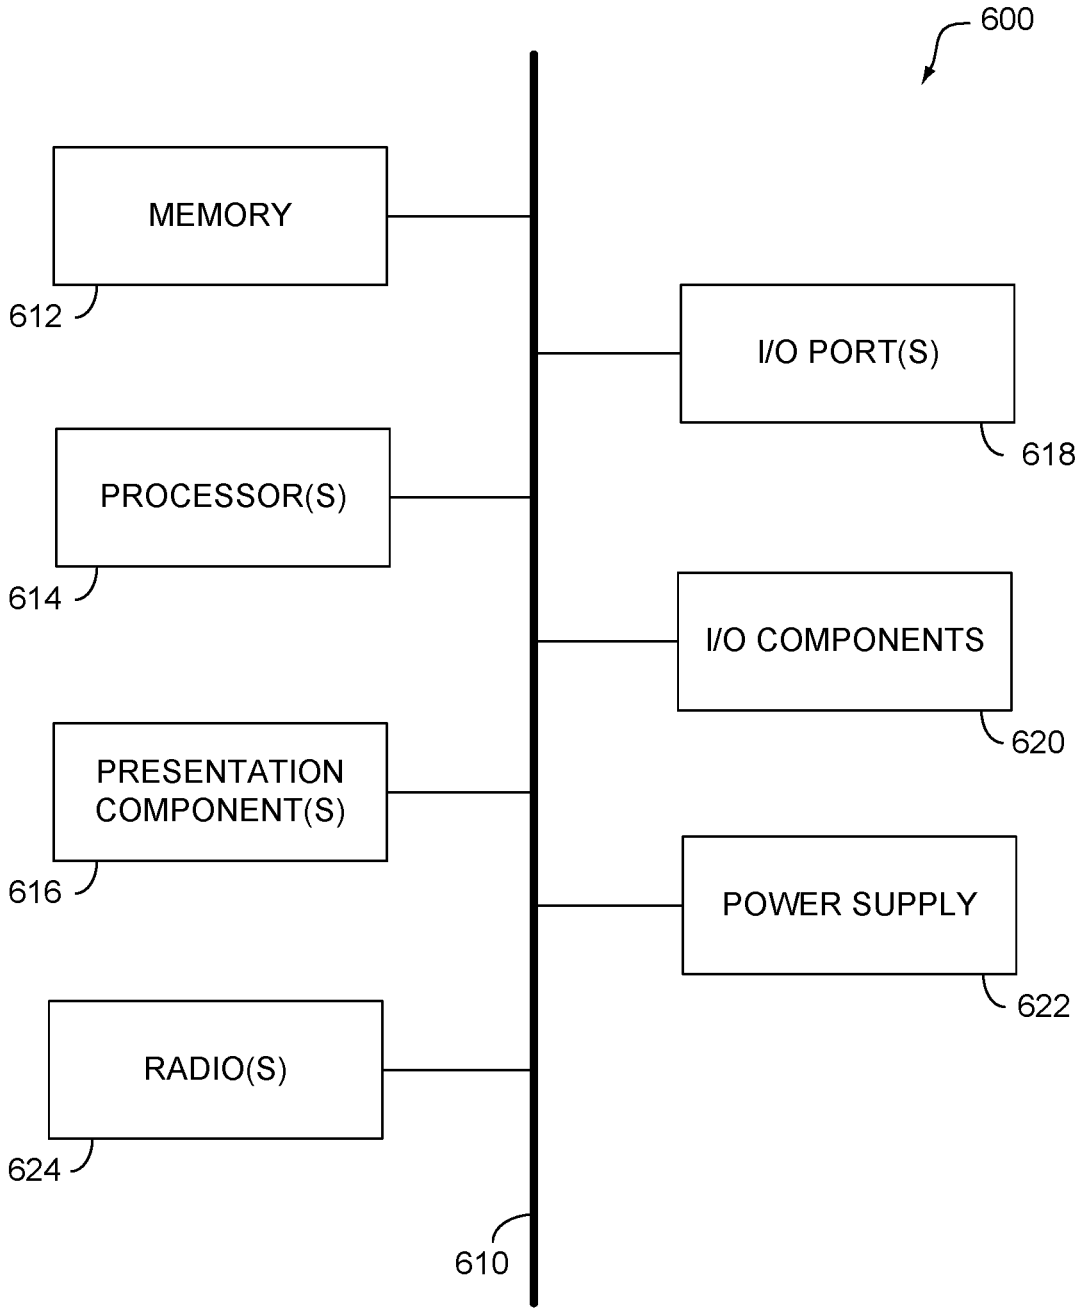 600
MEMORY
612
I/O PORT(S)
618
PROCESSOR(S)
614
I/O COMPONENTS
620
PRESENTATION
COMPONENT(S)
616
POWER SUPPLY
622
RADIO(S)
624
610